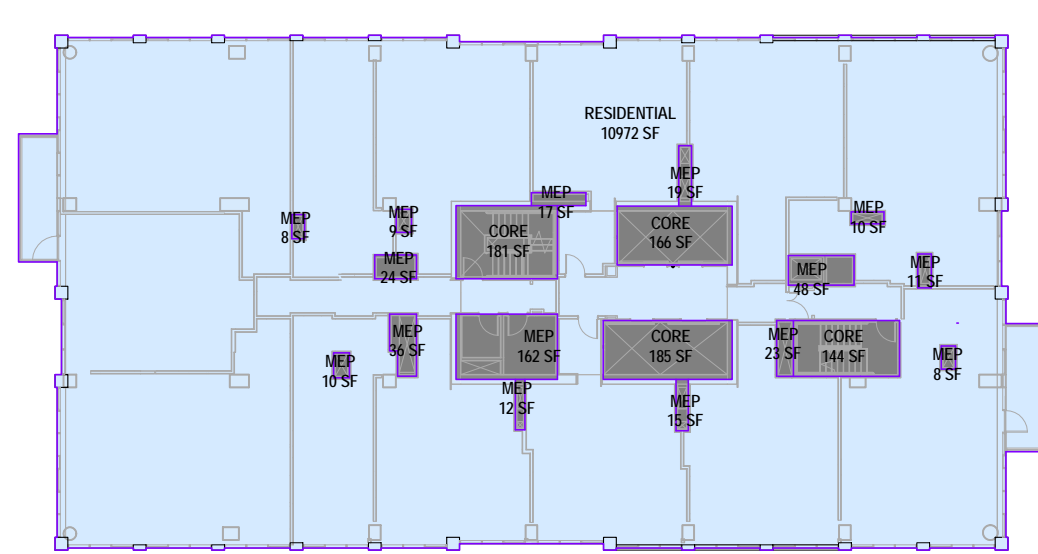 RESIDENTIAL
10972 SF
MEP
19 SF
MEP
17 SF
MEP
8 SF
MEP
9 SF
CORE
181 SF
CORE
166 SF
MEP
10 SF
MEP
24 SF
MEP
48 SF
MEP
11 SF
MEP
36 SF
MEP
162 SF
CORE
185 SF
MEP
23 SF
CORE
144 SF
MEP
10 SF
MEP
8 SF
MEP
12 SF
MEP
15 SF